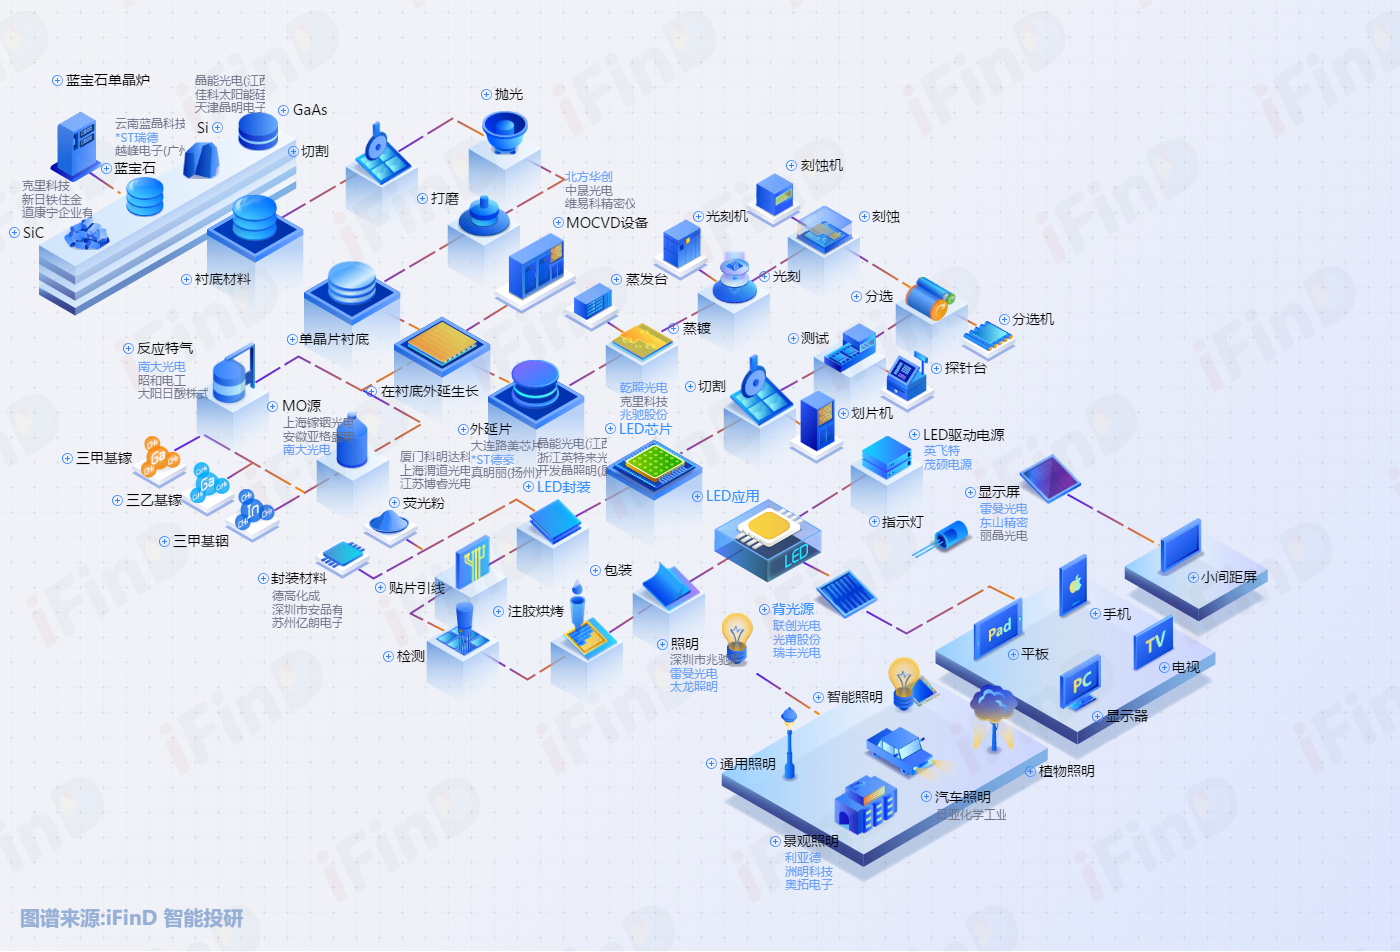 蓝宝石单晶炉
晶能光电(江西
佳科太阳能硅
天津晶明电子
GaAs
Si
云南蓝晶科技
*ST瑞德
越峰电子(广州
切割
蓝宝石
克里科技
新日铁住金
道康宁企业有
SiC
抛光
打磨
北方华创
中晟光电
维易科精密仪
MOCVD设备
衬底材料
单晶片衬底
在衬底外延生长
外延片
刻蚀机
光刻机
刻蚀
蒸发台
光刻
蒸镀
分选
分选机
测试
探针台
切割
划片机
乾照光电
克里科技
兆驰股份
LED芯片
反应特气
南大光电
昭和电工
大阳日酸株式
MO源
上海镓铟光电
安徽亚格盛电
南大光电
三甲基镓
三乙基镓
三甲基铟
CH₃
Ga
CH₃
CH₃
Ga
In
CH₃
CH₃
大连路美芯片
*ST德豪
真明丽(扬州)
晶能光电(江西
浙江英特来光
开发晶照明(厦
厦门科明达科
上海渭道光电
江苏博睿光电
LED封装
荧光粉
封装材料
德高化成
深圳市安品有
苏州亿朗电子
贴片引线
检测
注胶烘烤
包装
LED应用
LED
LED驱动电源
英飞特
茂硕电源
指示灯
显示屏
雷曼光电
东山精密
丽晶光电
小间距屏
背光源
联创光电
光莆股份
瑞丰光电
照明
深圳市兆驰
雷曼光电
太龙照明
手机
Pad
平板
TV
电视
PC
显示器
智能照明
通用照明
植物照明
汽车照明
日亚化学工业
景观照明
利亚德
洲明科技
奥拓电子
图谱来源:iFinD 智能投研
iFinD